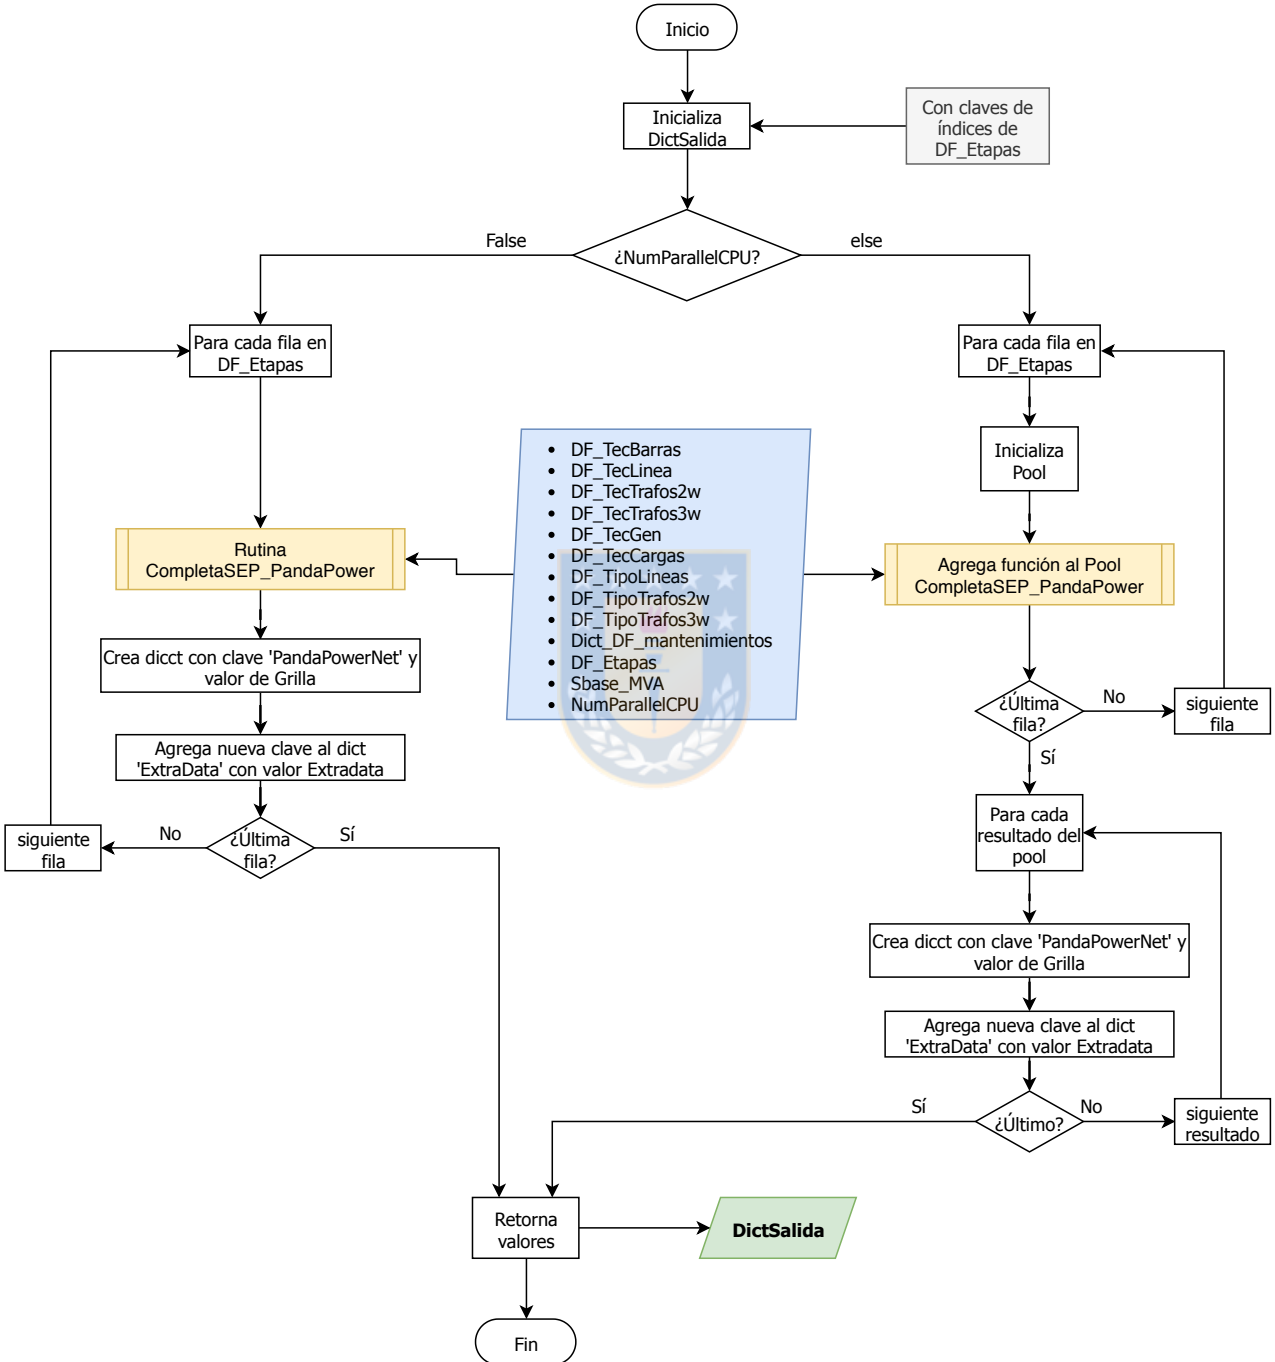 Inicio
Inicializa
DictSalida
Con claves de
índices de
DF_Etapas
¿NumParallelCPU?
False
else
Para cada fila en
DF_Etapas
Para cada fila en
DF_Etapas
Inicializa
Pool
• DF_TecBarras
• DF_TecLinea
• DF_TecTrafos2w
• DF_TecTrafos3w
• DF_TecGen
• DF_TecCargas
• DF_TipoLineas
• DF_TipoTrafos2w
• DF_TipoTrafos3w
• Dict_DF_mantenimientos
• DF_Etapas
• Sbase_MVA
• NumParallelCPU
Rutina
CompletaSEP_PandaPower
Agrega función al Pool
CompletaSEP_PandaPower
Crea dicct con clave 'PandaPowerNet' y
valor de Grilla
¿Última
fila?
No
siguiente
fila
Sí
Agrega nueva clave al dict
'ExtraData' con valor Extradata
Para cada
resultado del
pool
siguiente
fila
No
¿Última
fila?
Sí
Crea dicct con clave 'PandaPowerNet' y
valor de Grilla
Agrega nueva clave al dict
'ExtraData' con valor Extradata
Sí
¿Último?
No
siguiente
resultado
Retorna
valores
DictSalida
Fin